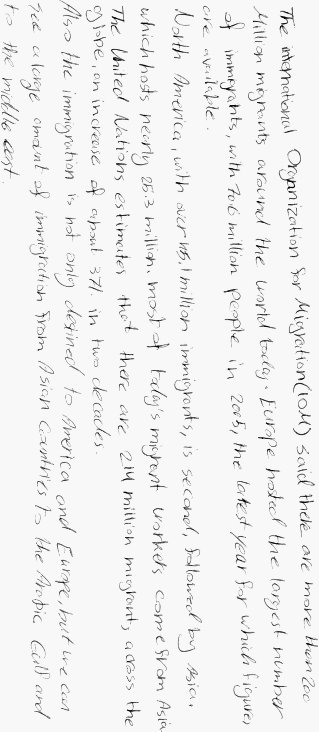 The international Organization for Migration (IOM) said there are more than 200
Million migrants around the world today. Europe hosted the largest number
of immigrants, with 70.6 million people in 2005, the latest year for which figures
are available.
North America, with over 45.1 million immigrants, is second, followed by Asia,
which hosts nearly 25.3 million. most of today's migrant workers come from Asia
The United Nations estimates that there are 214 million migrants across the
globe, an increase of about 37% in two decades.
Also the immigration is not only destined to America and Europe, but we can
see a large amount of immigration from Asian Countries to the Arabic Gulf and
to the middle east.